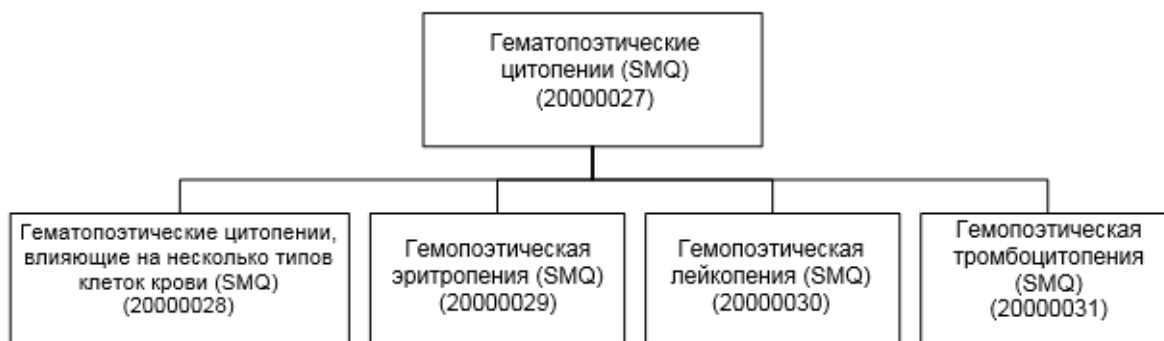 Гематопоэтические
цитопении (SMQ)
(20000027)
Гематопоэтические цитопении,
влияющие на несколько типов
клеток крови (SMQ)
(20000028)
Гемопоэтическая
эритропения (SMQ)
(20000029)
Гемопоэтическая
лейкопения (SMQ)
(20000030)
Гемопоэтическая
тромбоцитопения
(SMQ)
(20000031)